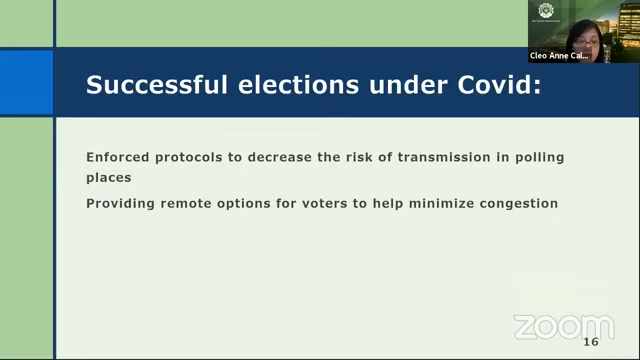 Cleo Anne Cal...
Successful elections under Covid:
Enforced protocols to decrease the risk of transmission in polling
places
Providing remote options for voters to help minimize congestion
zoom
16